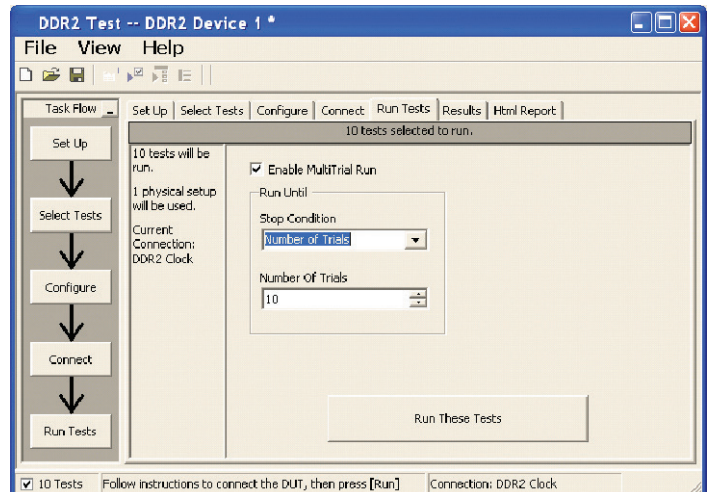 DDR2 Test -- DDR2 Device 1 *
File View Help
Task Flow
Set Up
Select Tests
Configure
Connect
Run Tests
Set Up Select Tests Configure Connect Run Tests Results Html Report
10 tests selected to run.
10 tests will be
run.
1 physical setup
will be used.
Current
Connection:
DDR2 Clock
Enable MultiTrial Run
Run Until
Stop Condition
Number of Trials
Number Of Trials
10
Run These Tests
10 Tests Follow instructions to connect the DUT, then press [Run] Connection: DDR2 Clock